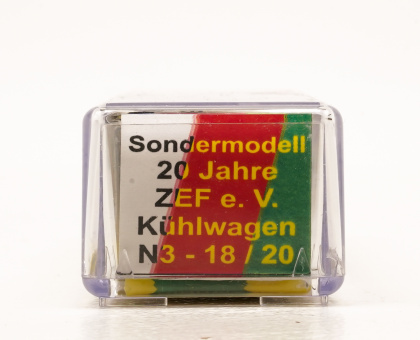 Sondermodell
20 Jahre
ZEF e. V.
Kühlwagen
N3 - 18 / 20